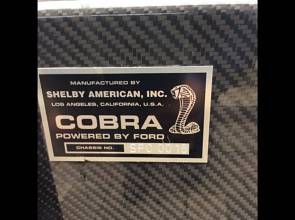 MANUFACTURED BY
SHELBY AMERICAN, INC.
LOS ANGELES, CALIFORNIA, U.S.A.
COBRA
POWERED BY FORD
CHASSIS NO.